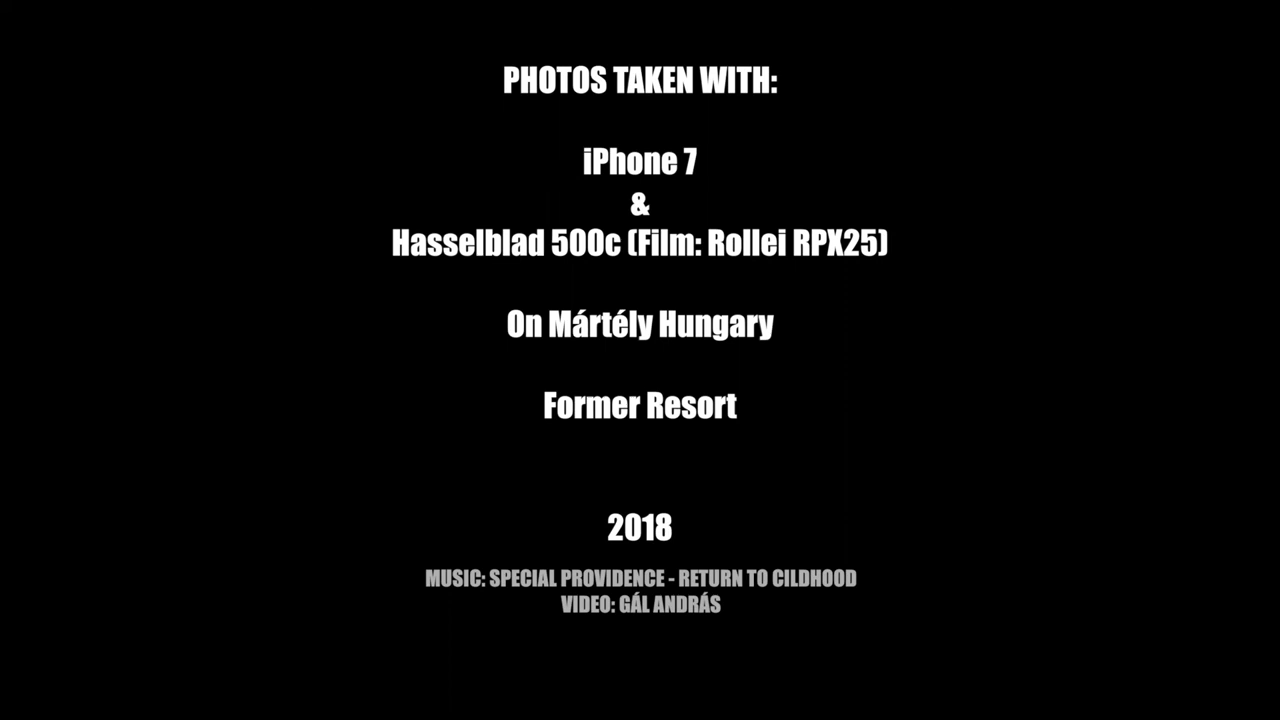 PHOTOS TAKEN WITH:
iPhone 7
&
Hasselblad 500c (Film: Rollei RPX25)
On Mártély Hungary
Former Resort
2018
MUSIC: SPECIAL PROVIDENCE - RETURN TO CILDHOOD
VIDEO: GÁL ANDRÁS